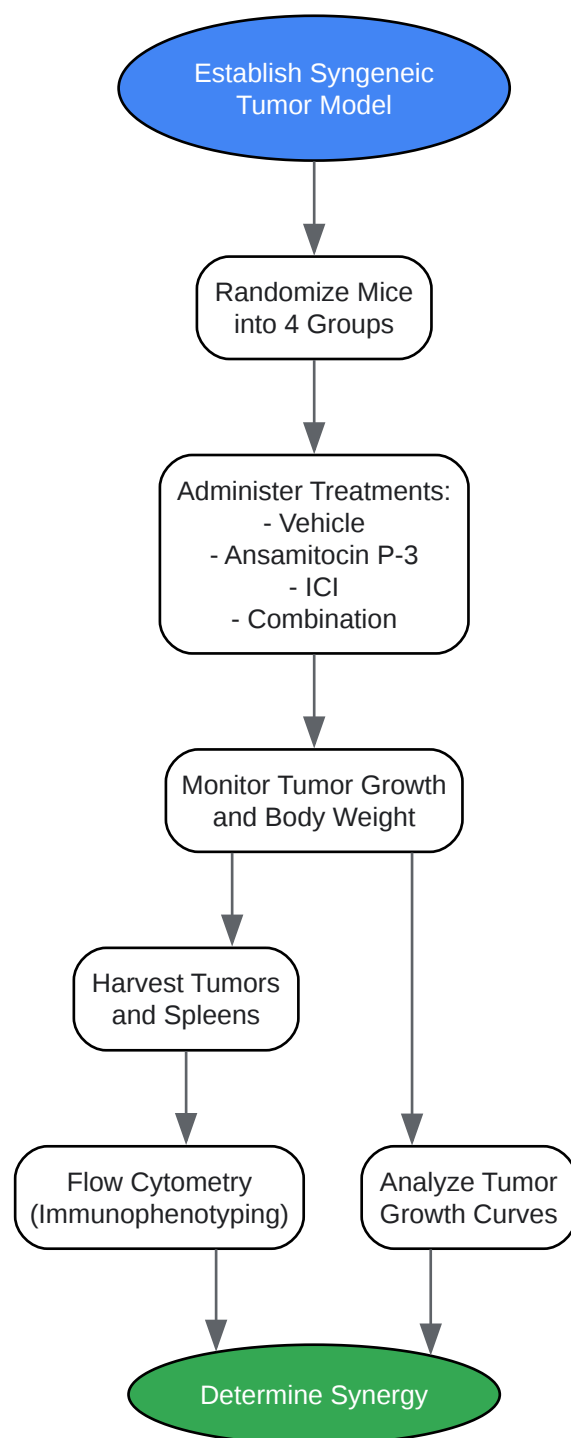 Establish Syngeneic
Tumor Model
Randomize Mice
into 4 Groups
Administer Treatments:
- Vehicle
- Ansamitocin P-3
- ICI
- Combination
Monitor Tumor Growth
and Body Weight
Harvest Tumors
and Spleens
Flow Cytometry
(Immunophenotyping)
Analyze Tumor
Growth Curves
Determine Synergy